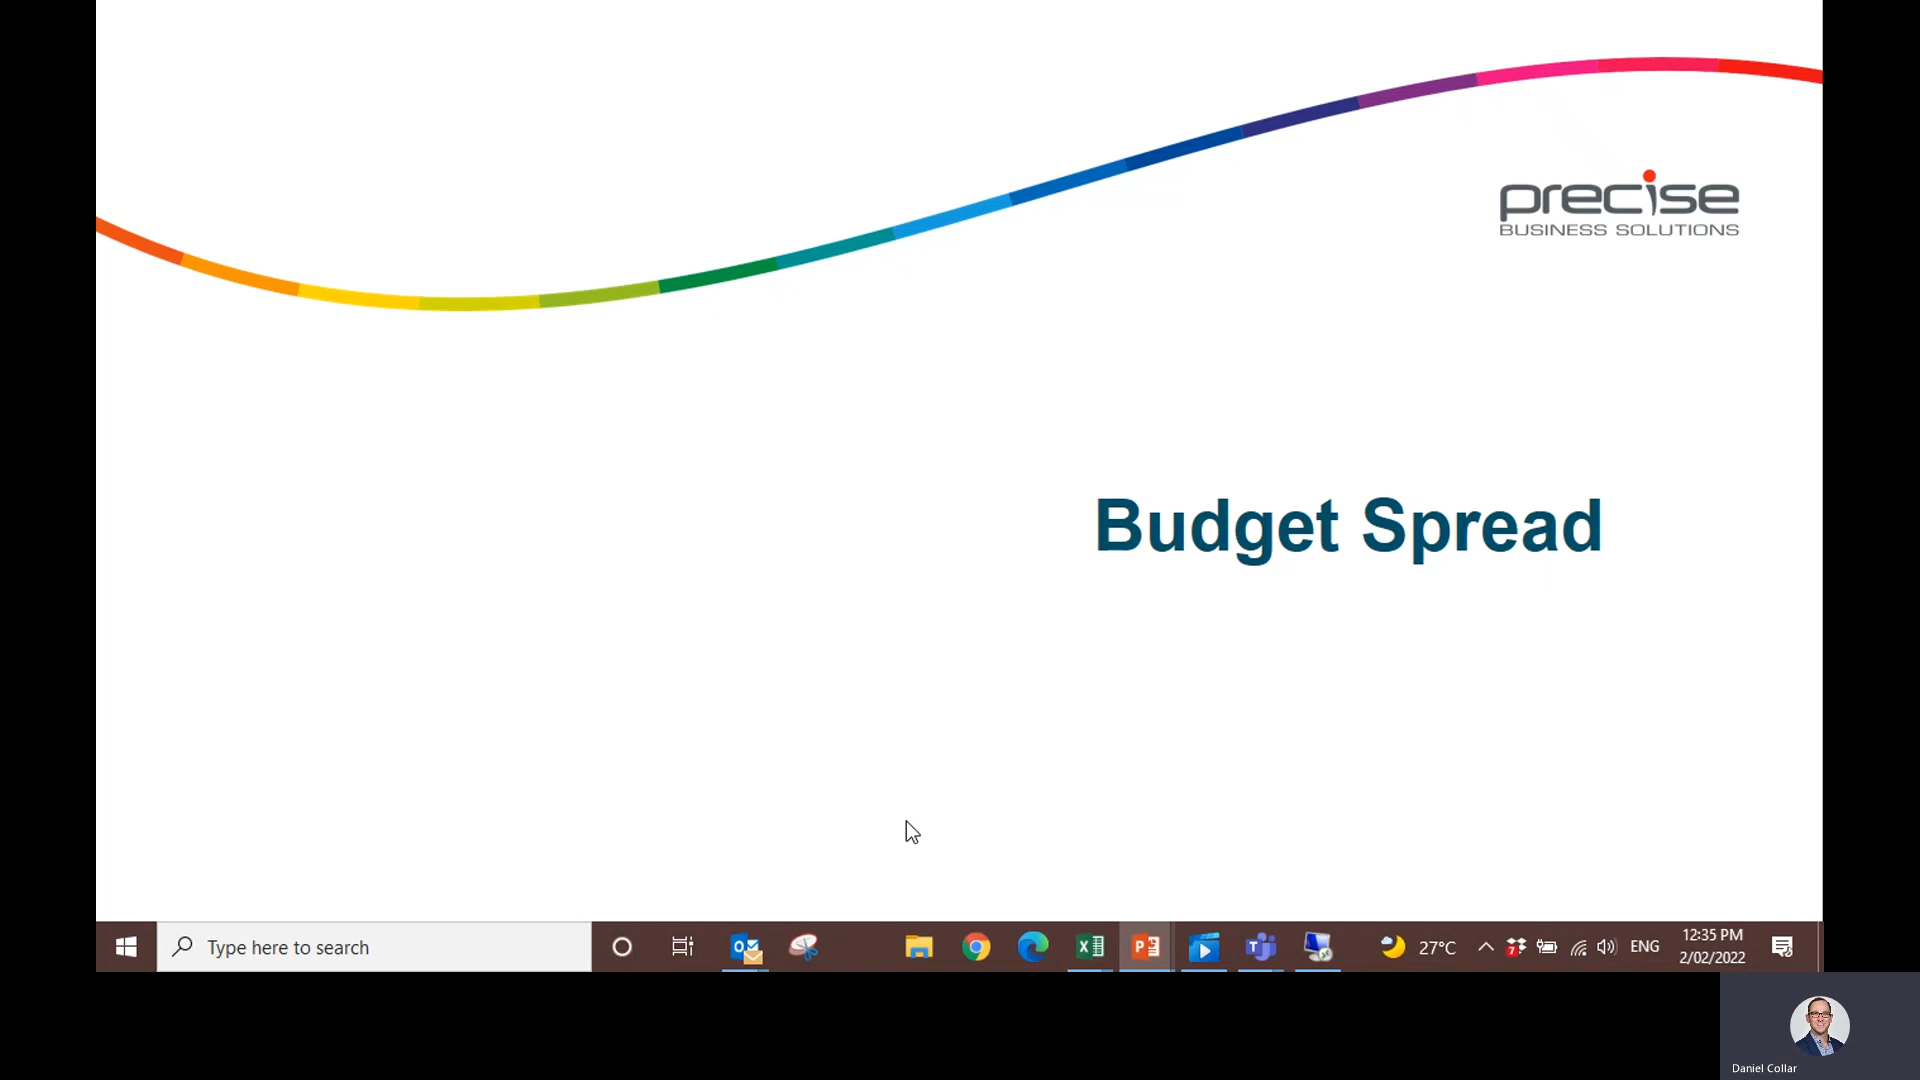 precise
BUSINESS SOLUTIONS
Budget Spread
Type here to search
27°C
7
ENG
12:35 PM
2/02/2022
Daniel Collar